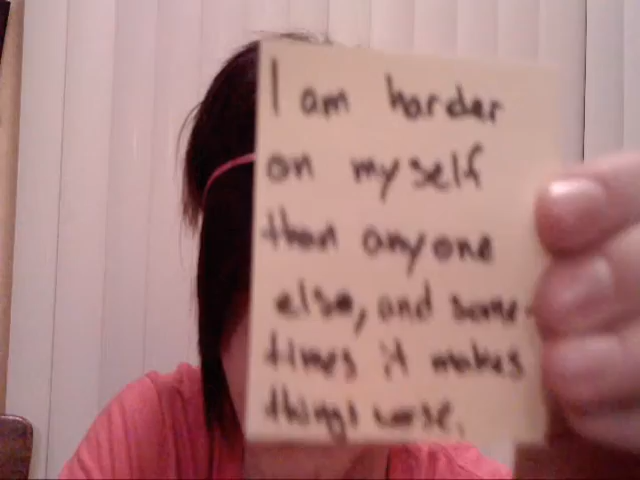 I am harder
on myself
than anyone
else, and some-
times it makes
things worse.